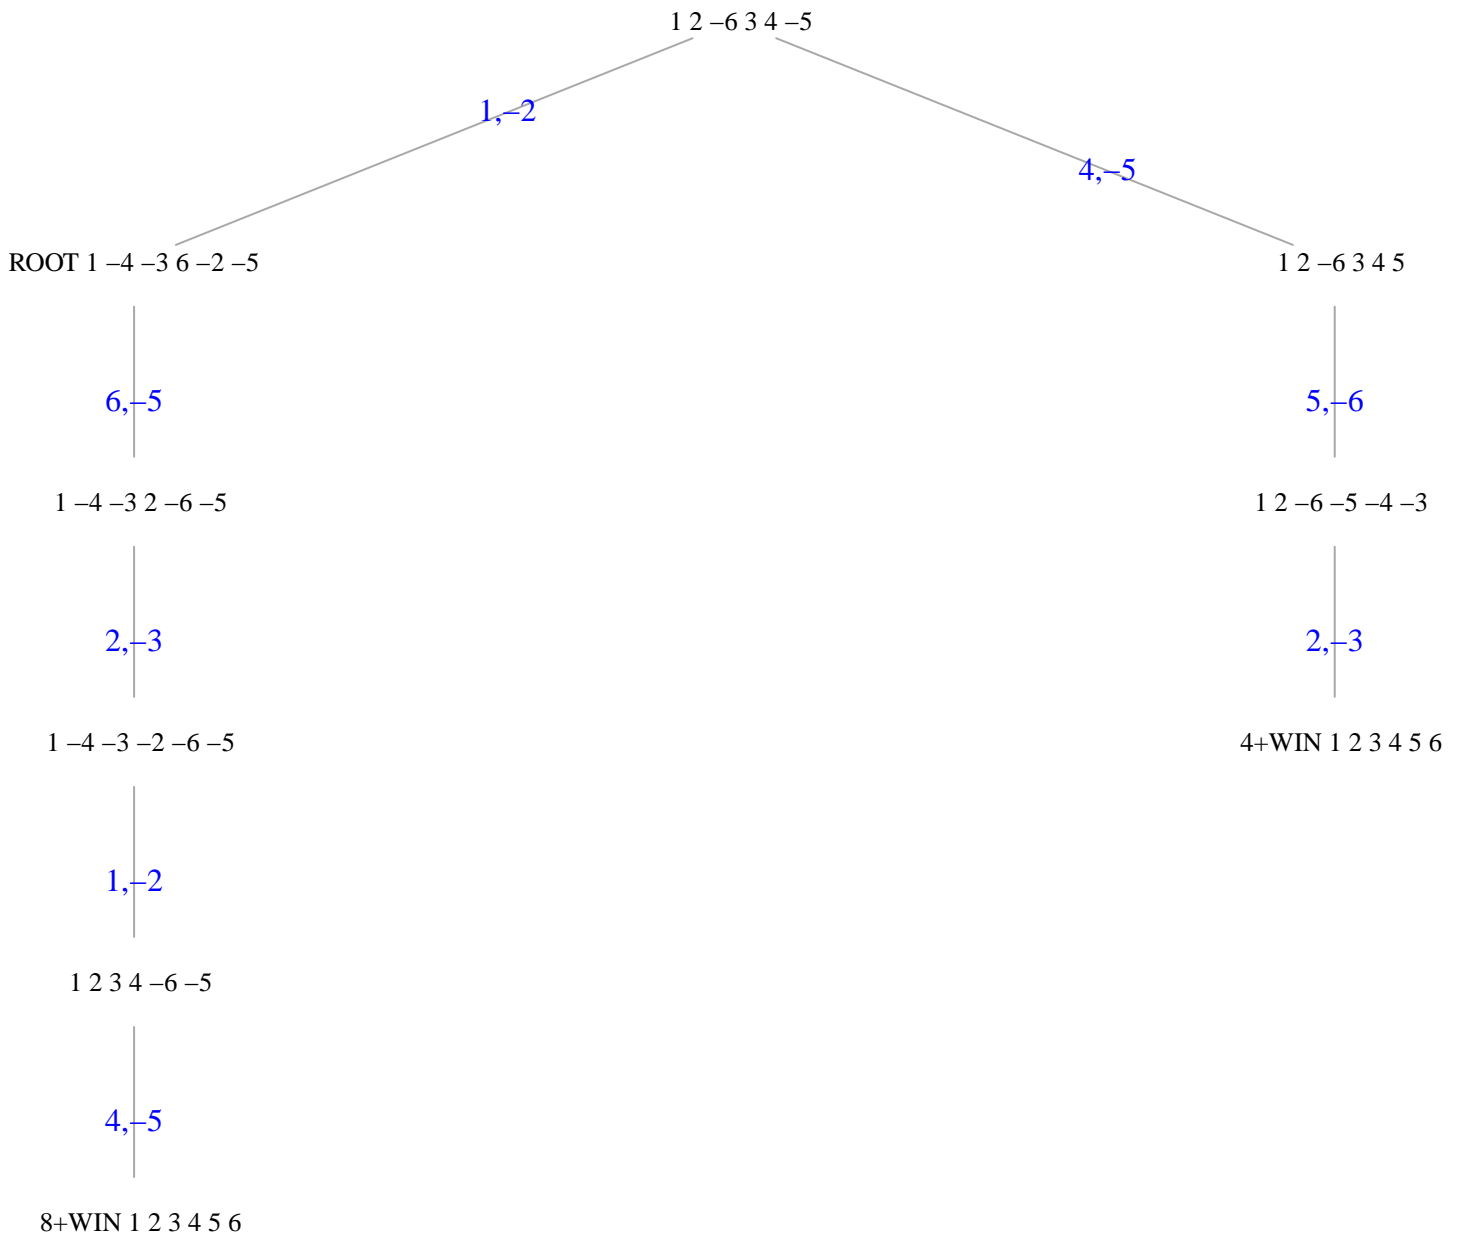 1 2 –6 3 4 –5
1,–2
4,–5
ROOT 1 –4 –3 6 –2 –5
1 2 –6 3 4 5
6,–5
5,–6
1 –4 –3 2 –6 –5
1 2 –6 –5 –4 –3
2,–3
2,–3
1 –4 –3 –2 –6 –5
4+WIN 1 2 3 4 5 6
1,–2
1 2 3 4 –6 –5
4,–5
8+WIN 1 2 3 4 5 6